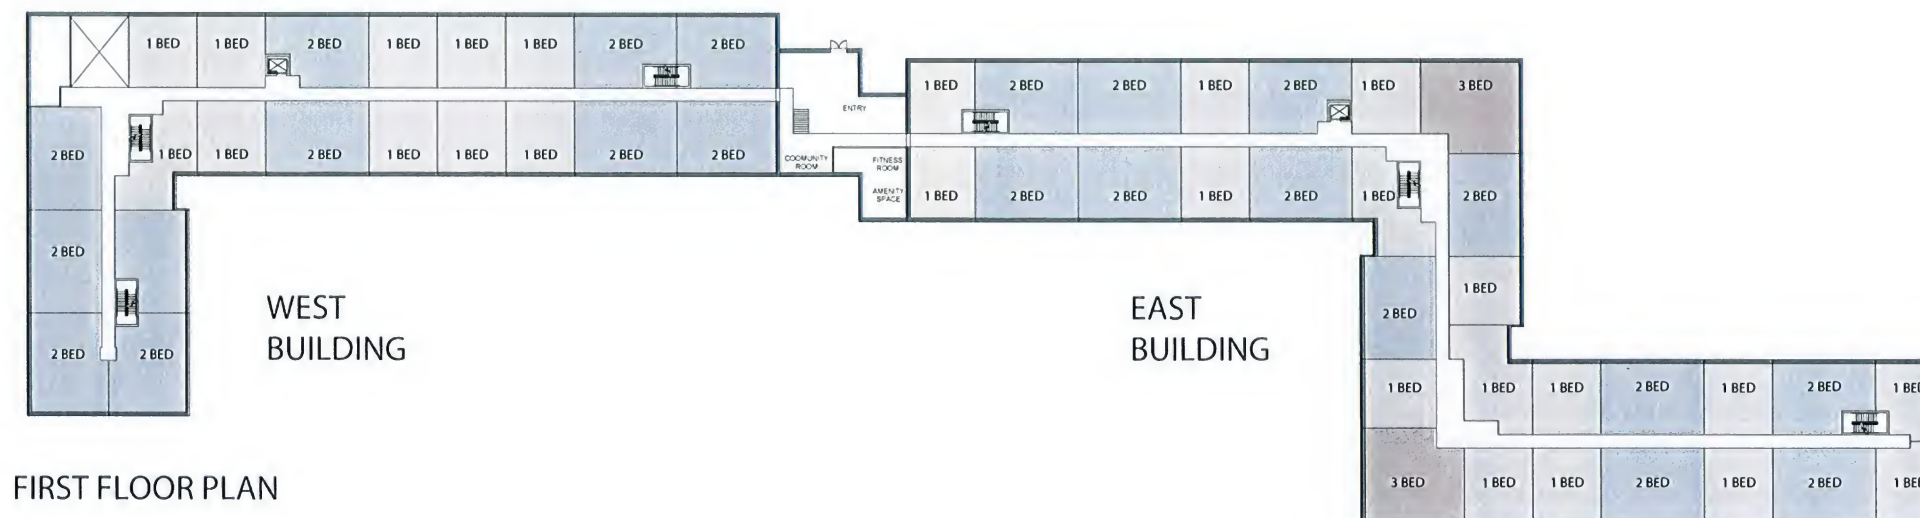 1 BED 1 BED 2 BED 1 BED 1 BED 1 BED 2 BED 2 BED
2 BED 1 BED 1 BED 2 BED 1 BED 1 BED 1 BED 2 BED 2 BED
2 BED
2 BED 2 BED
ENTRY
COOMUNITY
ROOM
FITNESS
ROOM
AMENITY
SPACE
1 BED 2 BED 2 BED 1 BED 2 BED 1 BED 3 BED
1 BED 2 BED 2 BED 1 BED 2 BED 1 BED 2 BED
1 BED
2 BED
1 BED 1 BED 1 BED 2 BED 1 BED 2 BED 1 BE
3 BED 1 BED 1 BED 2 BED 1 BED 2 BED 1 BE
WEST
BUILDING
EAST
BUILDING
FIRST FLOOR PLAN